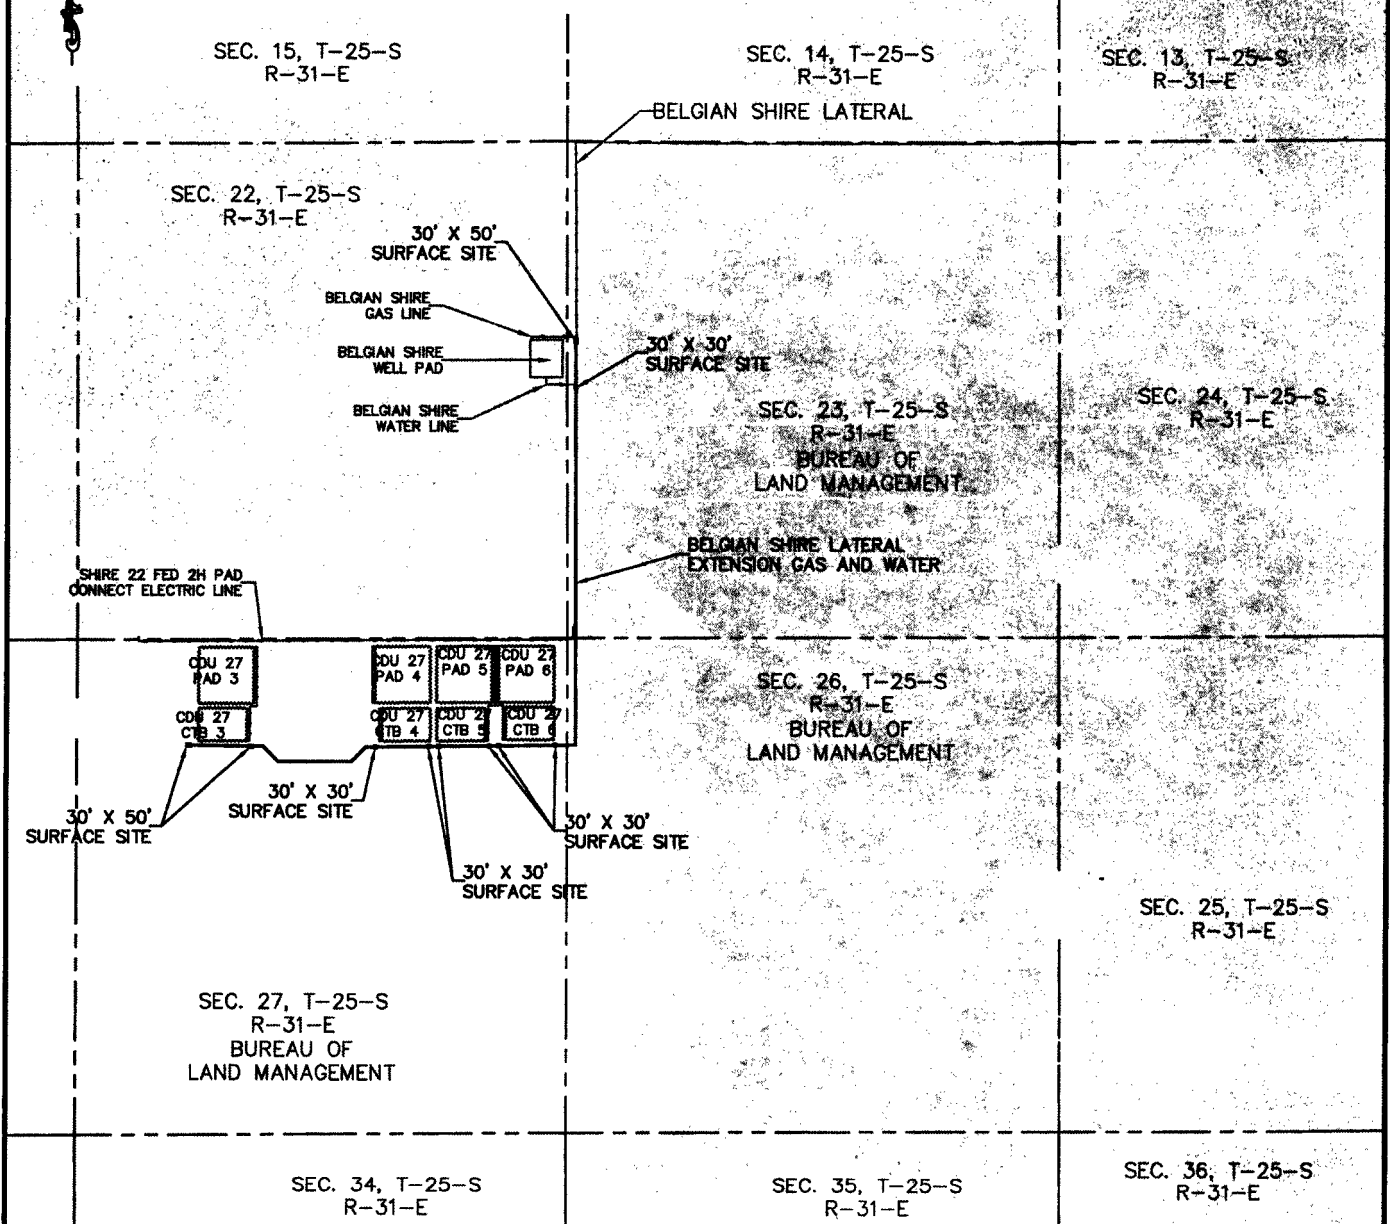 SEC. 15, T-25-S
R-31-E
SEC. 14, T-25-S
R-31-E
SEC. 13, T-25-S
R-31-E
BELGIAN SHIRE LATERAL
SEC. 22, T-25-S
R-31-E
30' X 50'
SURFACE SITE
BELGIAN SHIRE
GAS LINE
BELGIAN SHIRE
WELL PAD
30' X 30'
SURFACE SITE
BELGIAN SHIRE
WATER LINE
SEC. 23, T-25-S
R-31-E
BUREAU OF
LAND MANAGEMENT
SEC. 24, T-25-S
R-31-E
BELGIAN SHIRE LATERAL
EXTENSION GAS AND WATER
SHIRE 22 FED 2H PAD
CONNECT ELECTRIC LINE
CDU 27
PAD 3
CDU 27
PAD 4
CDU 27
PAD 5
CDU 27
PAD 6
CDU 27
CTB 3
CDU 27
CTB 4
CDU 27
CTB 5
CDU 27
CTB 6
SEC. 26, T-25-S
R-31-E
BUREAU OF
LAND MANAGEMENT
30' X 50'
SURFACE SITE
30' X 30'
SURFACE SITE
30' X 30'
SURFACE SITE
30' X 30'
SURFACE SITE
SEC. 25, T-25-S
R-31-E
SEC. 27, T-25-S
R-31-E
BUREAU OF
LAND MANAGEMENT
SEC. 34, T-25-S
R-31-E
SEC. 35, T-25-S
R-31-E
SEC. 36, T-25-S
R-31-E